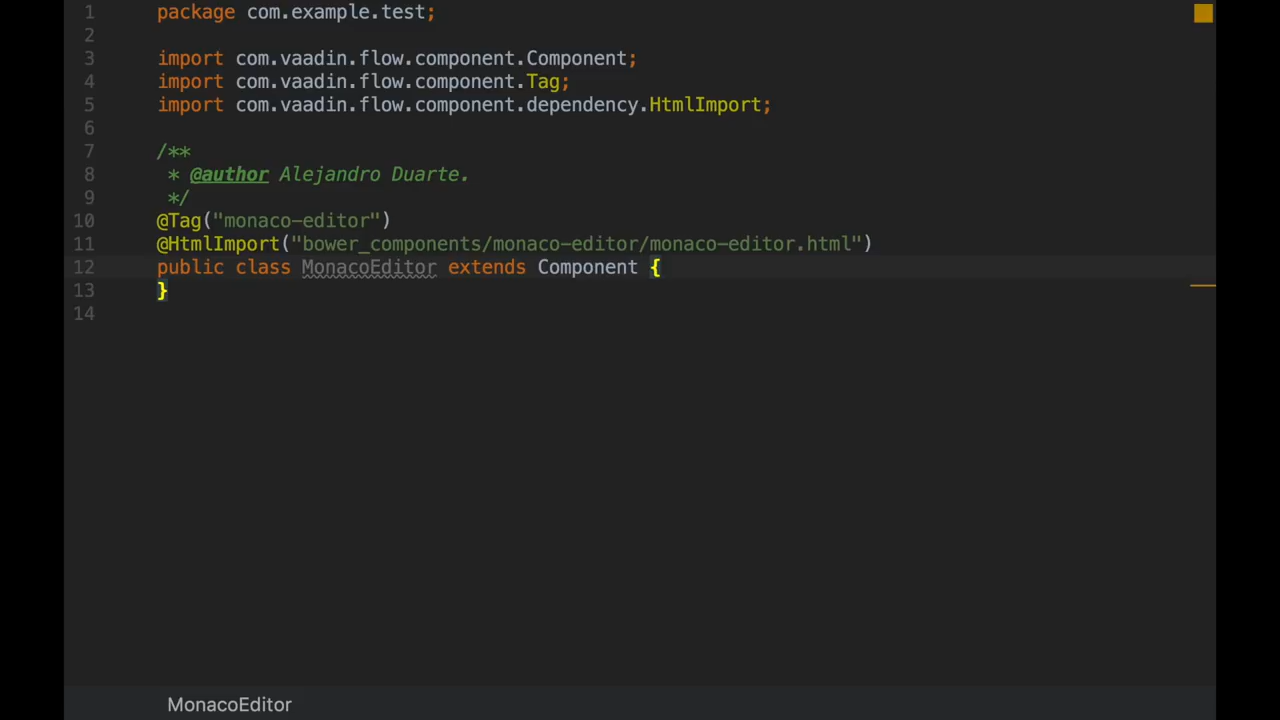 1 package com.example.test;
2
3 import com.vaadin.flow.component.Component;
4 import com.vaadin.flow.component.Tag;
5 import com.vaadin.flow.component.dependency.HtmlImport;
6
7 /**
8 * @author Alejandro Duarte.
9 */
10 @Tag("monaco-editor")
11 @HtmlImport("bower_components/monaco-editor/monaco-editor.html")
12 public class MonacoEditor extends Component {
13 }
14
MonacoEditor